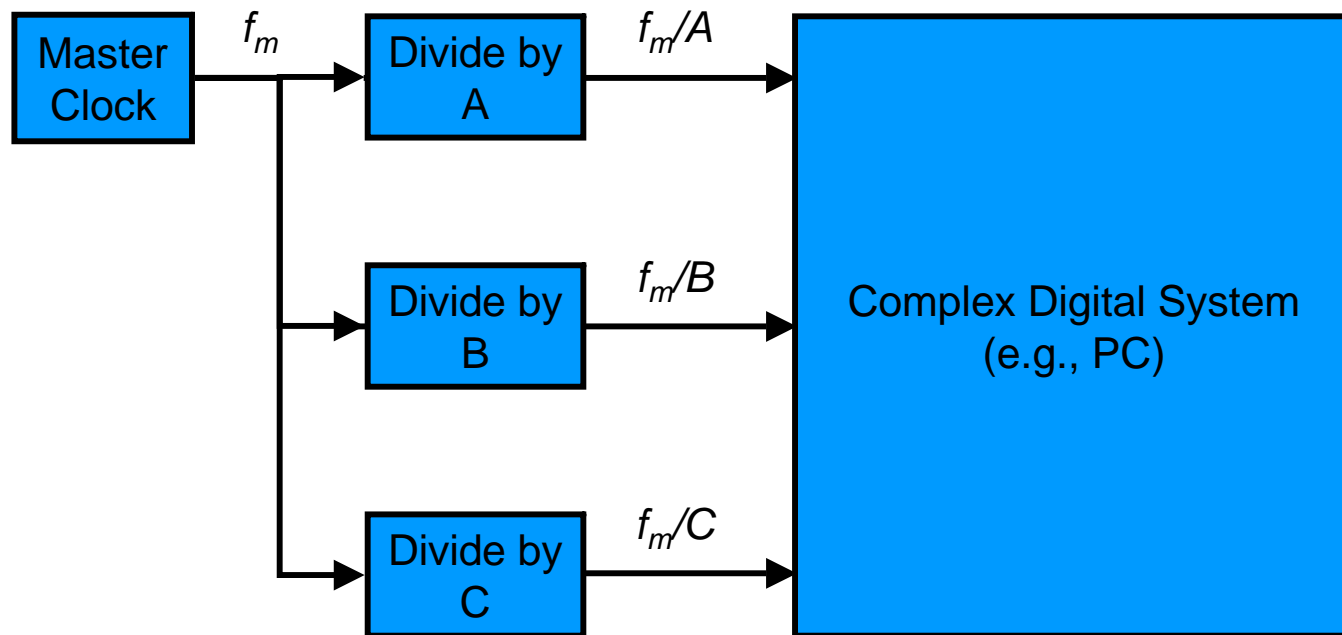 Master
Clock
f_m
Divide by
A
f_m/A
Divide by
B
f_m/B
Divide by
C
f_m/C
Complex Digital System
(e.g., PC)